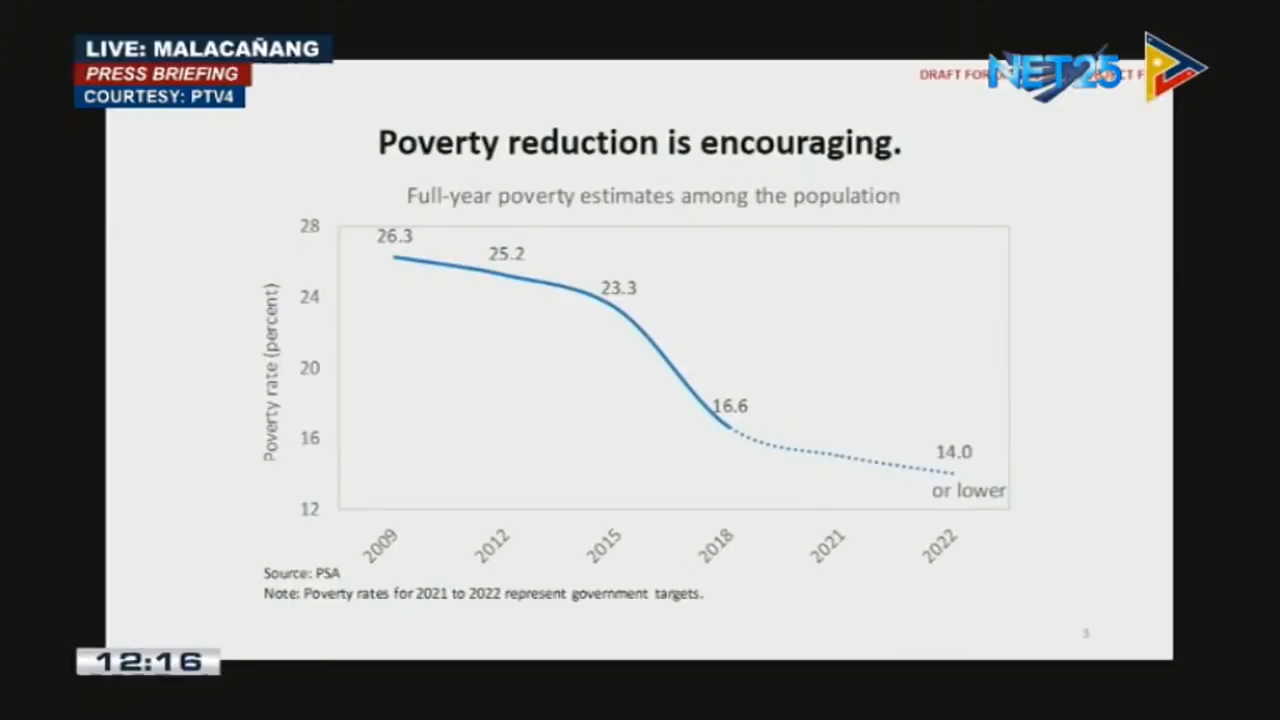 LIVE: MALACAÑANG
PRESS BRIEFING
COURTESY: PTV4
DRAFT FOR
NET25
Poverty reduction is encouraging.
Full-year poverty estimates among the population
Poverty rate (percent)
28
24
20
16
12
26.3
25.2
23.3
16.6
14.0
or lower
2009
2012
2015
2018
2021
2022
Source: PSA
Note: Poverty rates for 2021 to 2022 represent government targets.
3
12:16